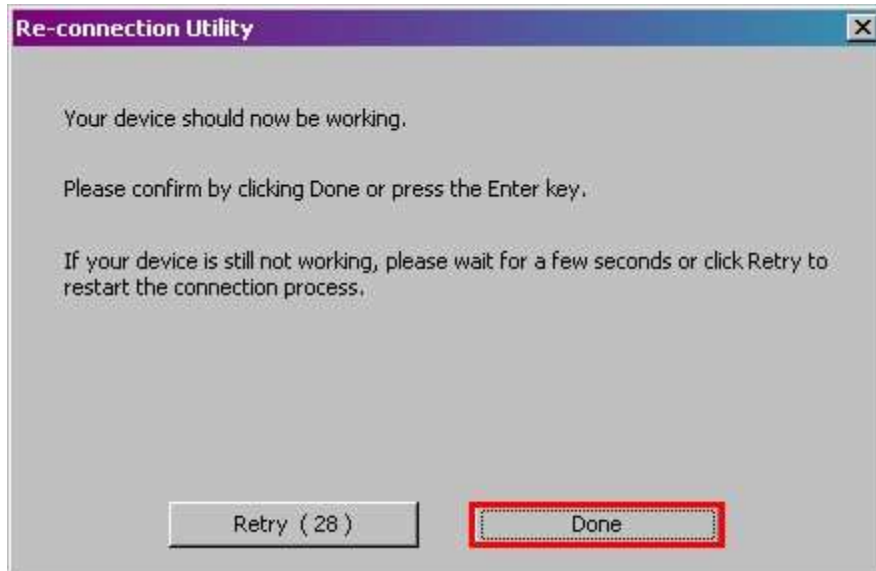 Re-connection Utility
Your device should now be working.
Please confirm by clicking Done or press the Enter key.
If your device is still not working, please wait for a few seconds or click Retry to
restart the connection process.
Retry ( 28 )
Done